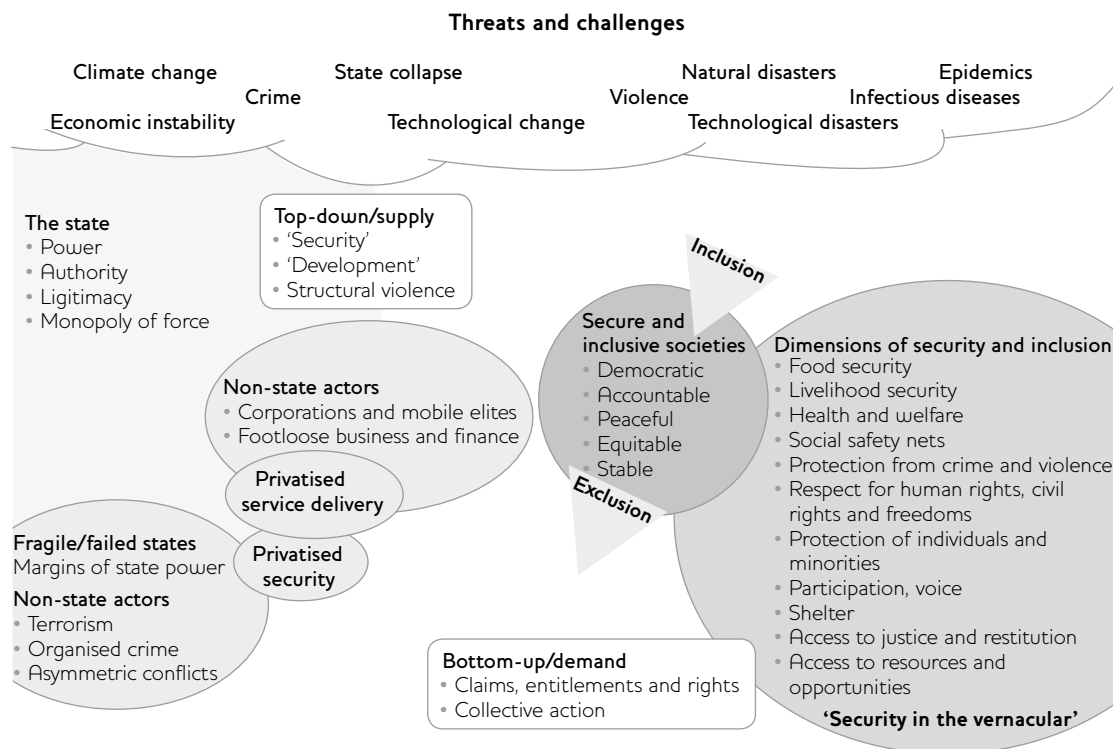 Threats and challenges
Climate change
State collapse
Natural disasters
Epidemics
Crime
Violence
Infectious diseases
Economic instability
Technological change
Technological disasters
The state
• Power
• Authority
• Ligitimacy
• Monopoly of force
Top-down/supply
• ‘Security’
• ‘Development’
• Structural violence
Non-state actors
• Corporations and mobile elites
• Footloose business and finance
Privatised
service delivery
Privatised
security
Fragile/failed states
Margins of state power
Non-state actors
• Terrorism
• Organised crime
• Asymmetric conflicts
Inclusion
Secure and
inclusive societies
• Democratic
• Accountable
• Peaceful
• Equitable
• Stable
Exclusion
Dimensions of security and inclusion
• Food security
• Livelihood security
• Health and welfare
• Social safety nets
• Protection from crime and violence
• Respect for human rights, civil
rights and freedoms
• Protection of individuals and
minorities
• Participation, voice
• Shelter
• Access to justice and restitution
• Access to resources and
opportunities
‘Security in the vernacular’
Bottom-up/demand
• Claims, entitlements and rights
• Collective action